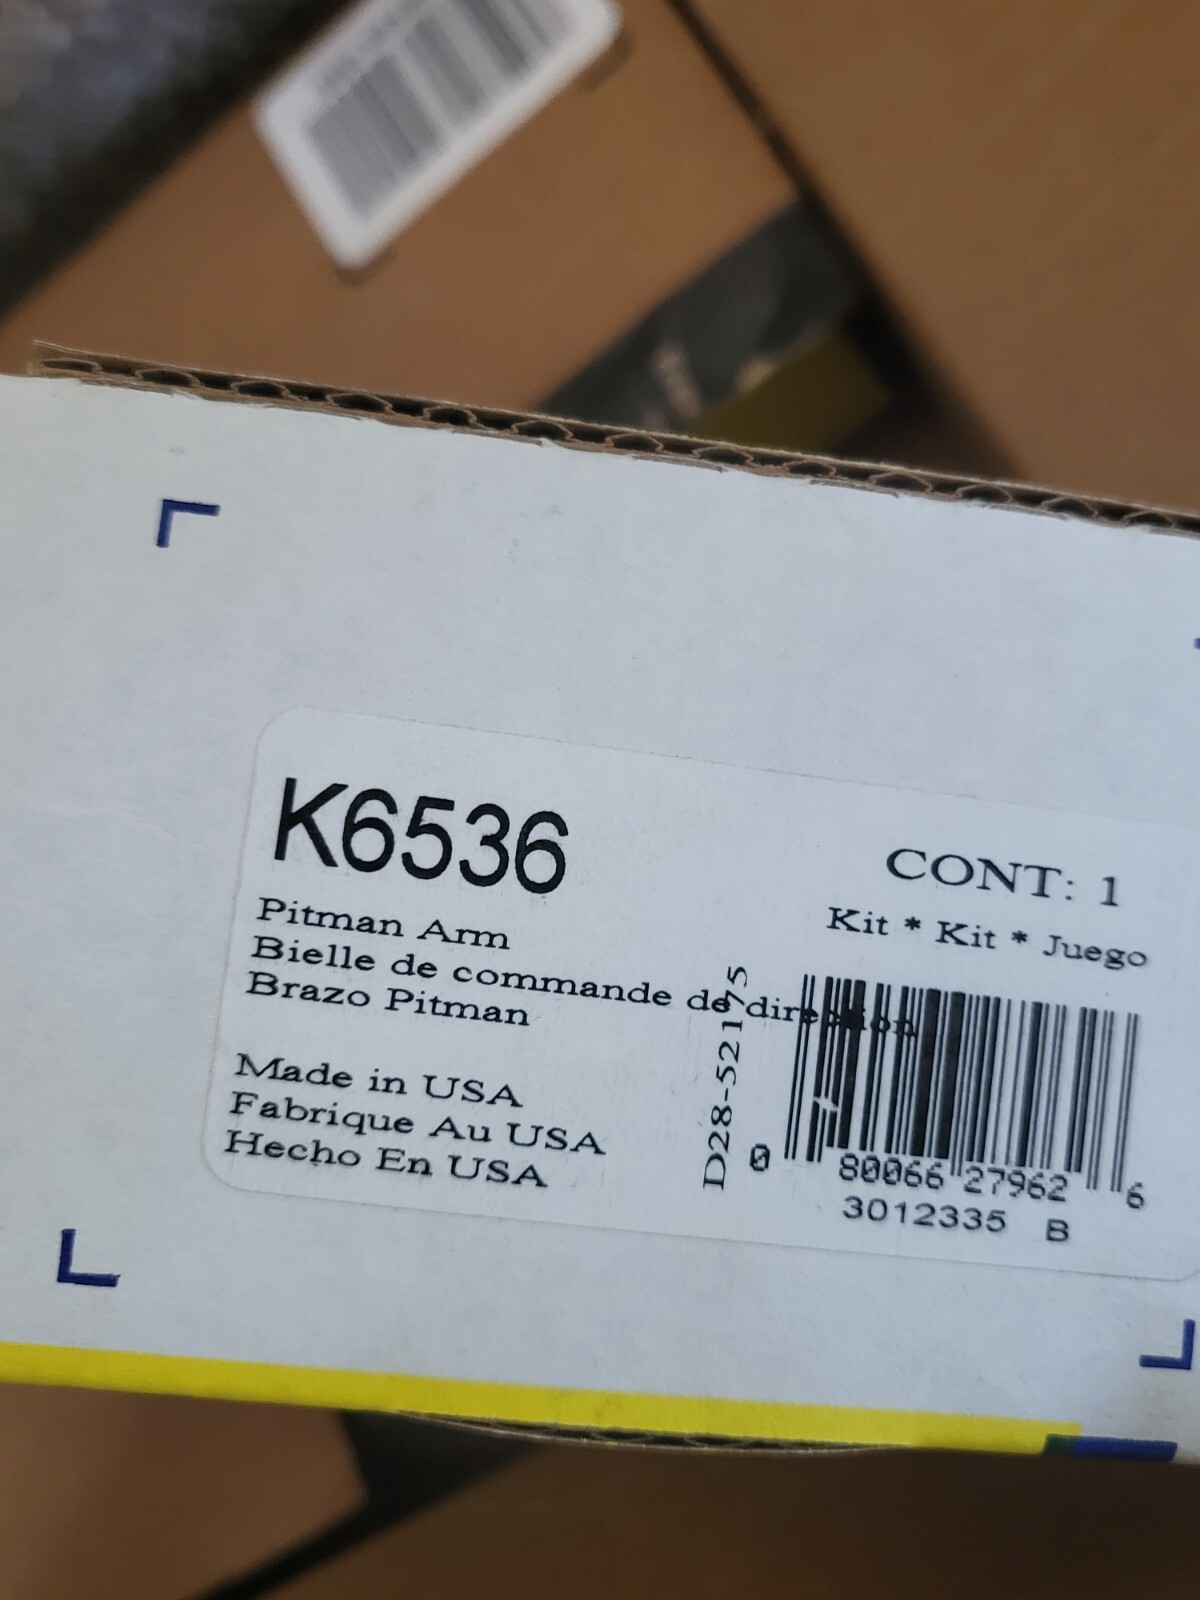 K6536
Pitman Arm
Bielle de commande de direction
Brazo Pitman
Made in USA
Fabrique Au USA
Hecho En USA
CONT: 1
Kit * Kit * Juego
D28-52175
0 80066 27962 6
3012335 B